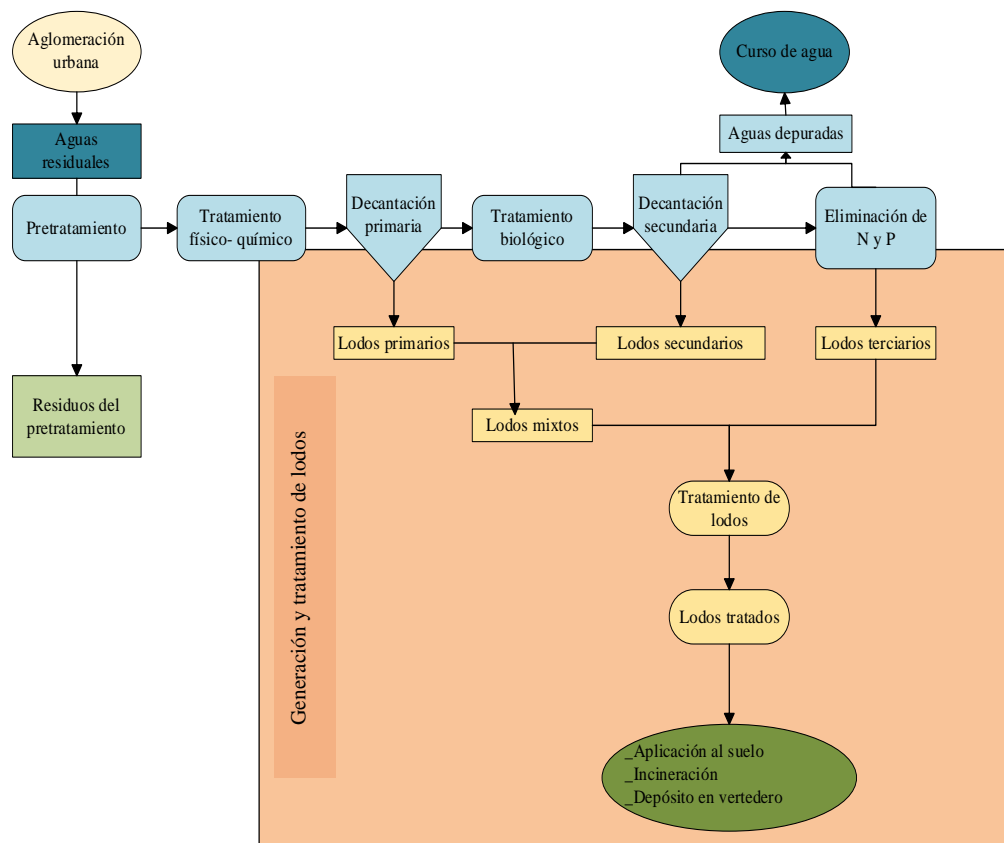 Aglomeración
urbana
Curso de agua
Aguas
residuales
Aguas depuradas
Pretratamiento
Tratamiento
físico- químico
Decantación
primaria
Tratamiento
biológico
Decantación
secundaria
Eliminación de
N y P
Lodos primarios
Lodos secundarios
Lodos terciarios
Residuos del
pretratamiento
Lodos mixtos
Generación y tratamiento de lodos
Tratamiento de
lodos
Lodos tratados
_Aplicación al suelo
_Incineración
_Depósito en vertedero